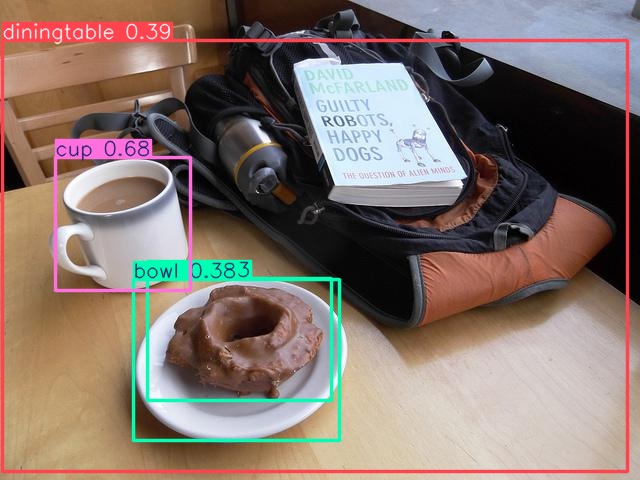 diningtable 0.39
DAVID
McFARLAND
GUILTY
ROBOTS,
HAPPY
DOGS
THE QUESTION OF ALIEN MINDS
cup 0.68
bowl 0.383